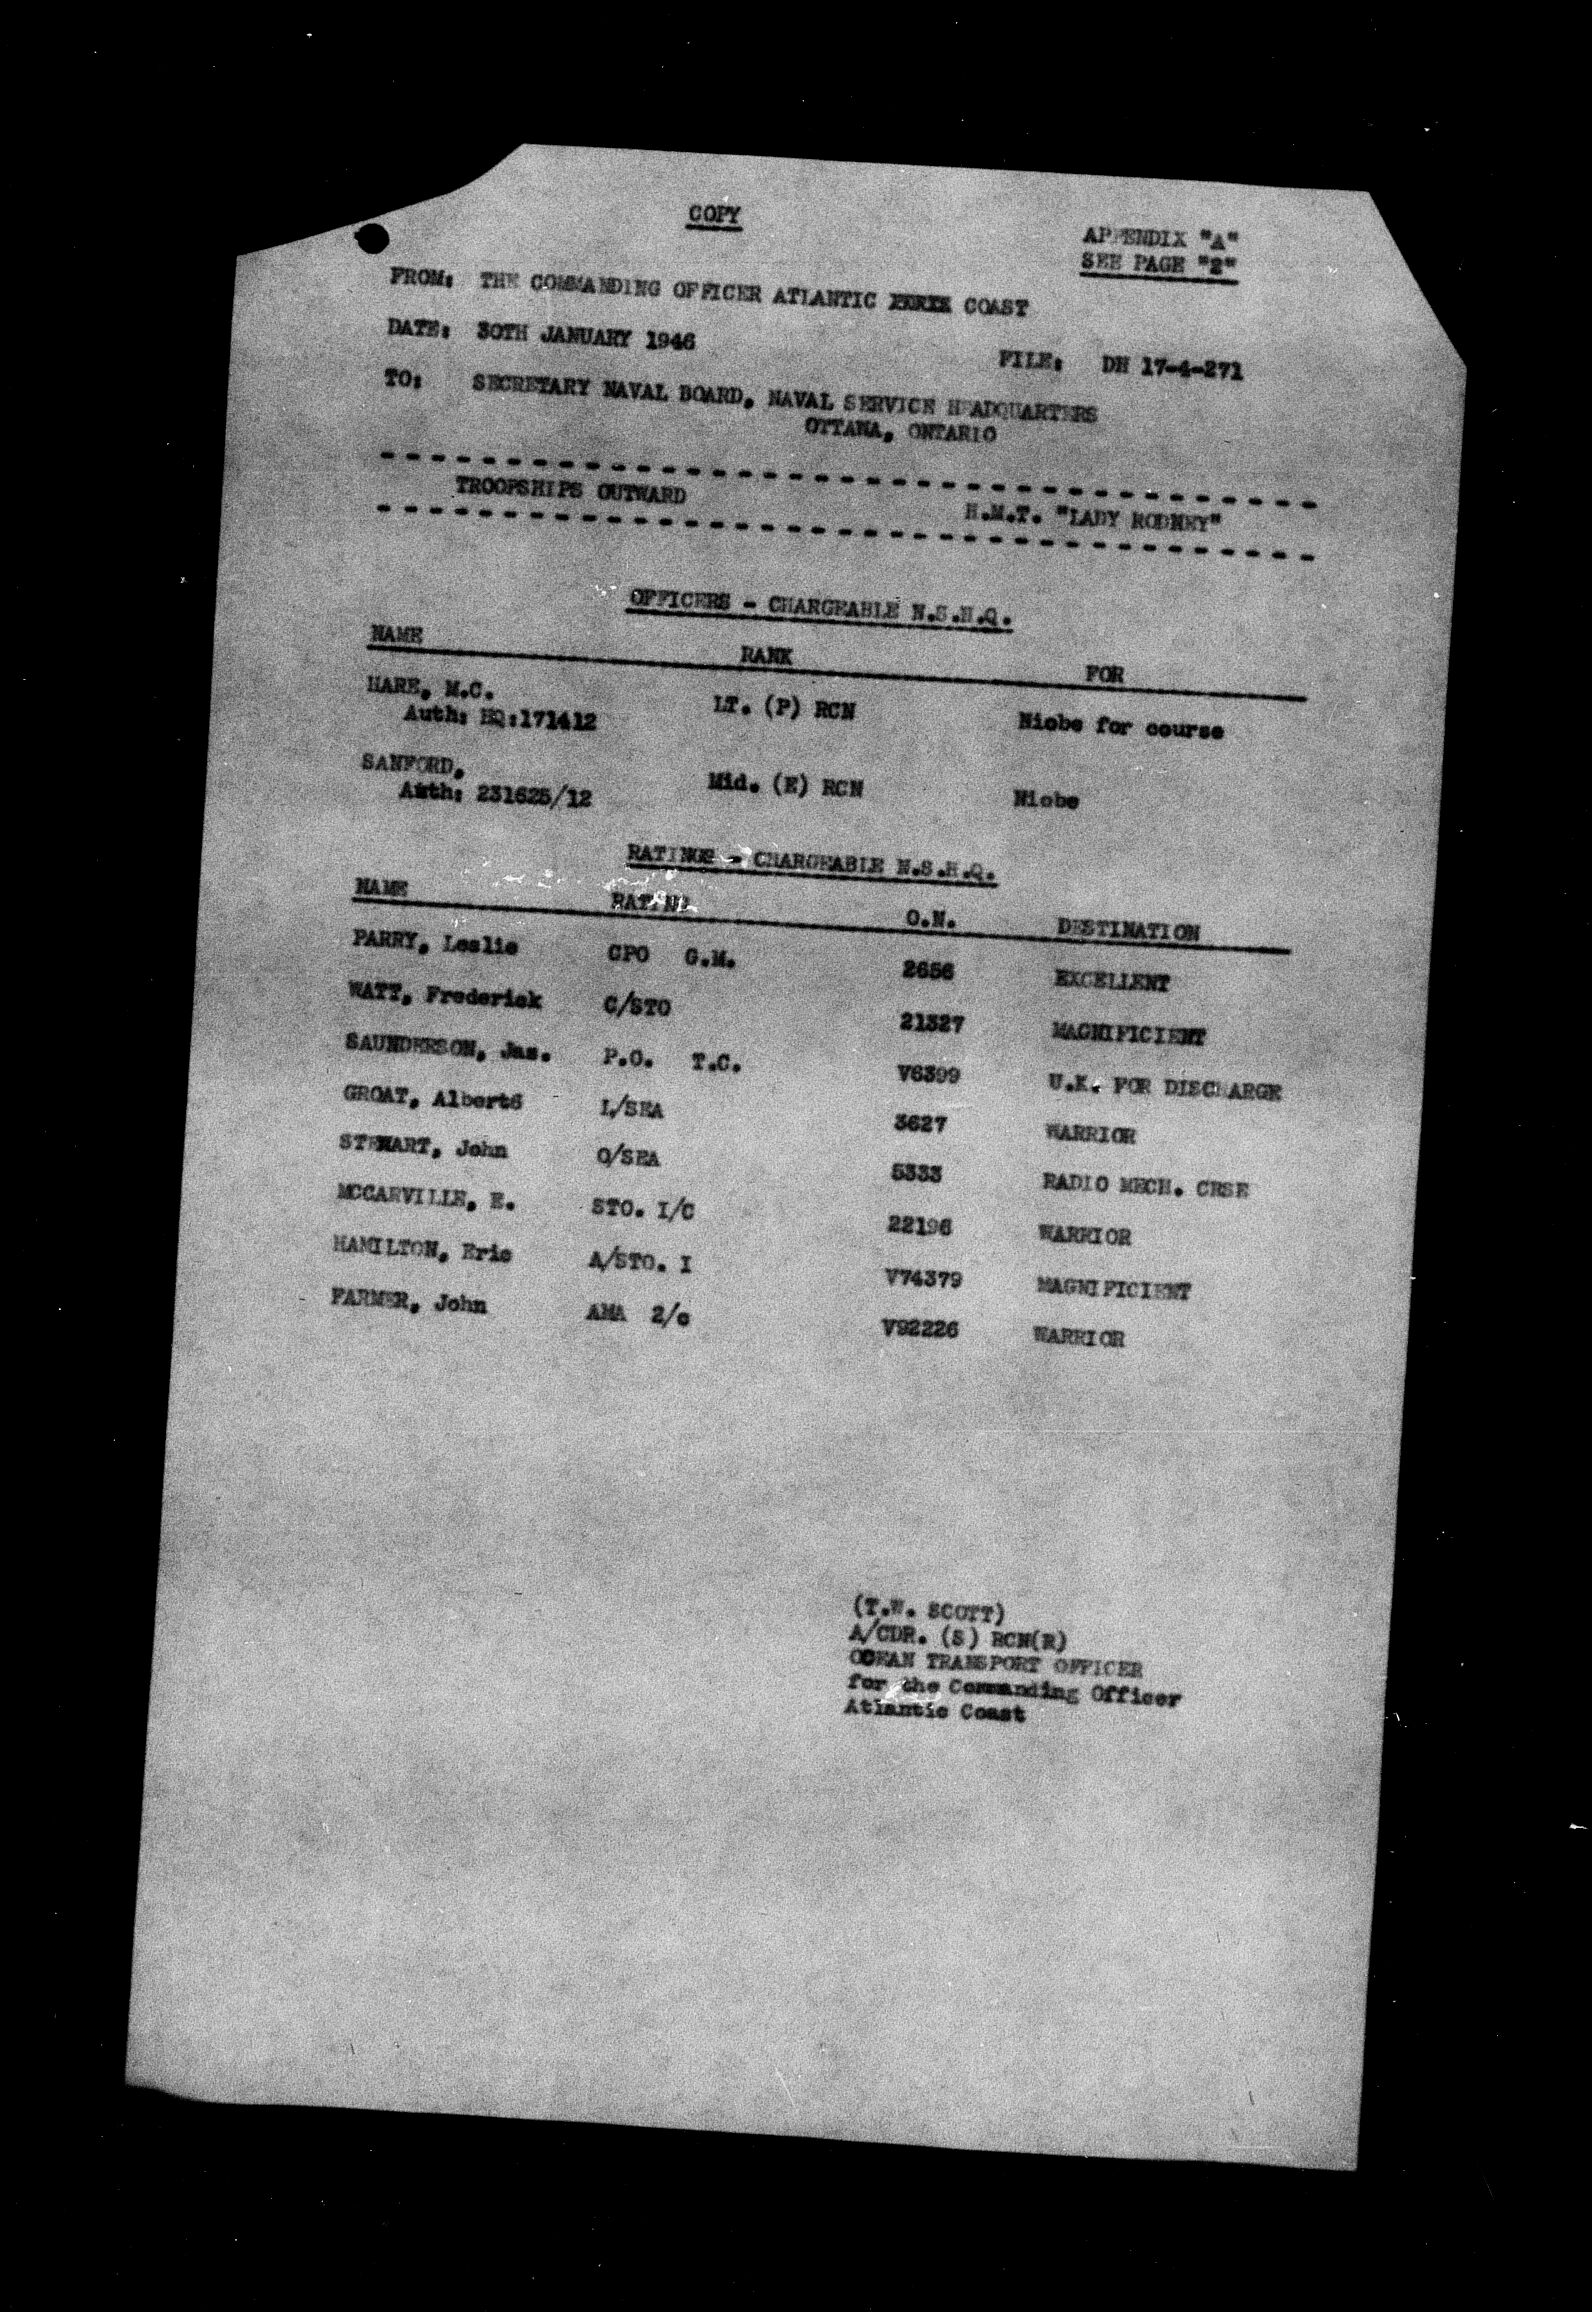 COPY
APPENDIX "A"
SEE PAGE "2"
FROM: THE COMMANDING OFFICER ATLANTIC COAST
DATE: 30TH JANUARY 1946
FILE: DH 17-4-271
TO: SECRETARY NAVAL BOARD, NAVAL SERVICE HEADQUARTERS
OTTAWA, ONTARIO
TROOPSHIPS OUTWARD H.M.T. "LADY RODNEY"
OFFICERS - CHARGEABLE N.S.H.Q.
NAME RANK FOR
HARE, M.C. LT. (P) RCN Niobe for course
Auth: HQ:171412
SANFORD, Mid. (E) RCN Niobe
Auth: 231625/12
RATINGS - CHARGEABLE N.S.H.Q.
NAME RATING O.N. DESTINATION
PARRY, Leslie CPO G.M. 2656 EXCELLENT
WATT, Frederick C/STO 21327 MAGNIFICIENT
SAUNDERSON, Jas. P.O. T.C. V6399 U.K. FOR DISCHARGE
GROAT, Albert6 L/SEA 3627 WARRIOR
STEWART, John O/SEA 5333 RADIO MECH. CRSE
MCCARVILLE, E. STO. I/C 22196 WARRIOR
HAMILTON, Eric A/STO. I V74379 MAGNIFICIENT
FARMER, John AMA 2/c V92226 WARRIOR
(T.W. SCOTT)
A/CDR. (S) RCN(R)
OCEAN TRANSPORT OFFICER
for the Commanding Officer
Atlantic Coast